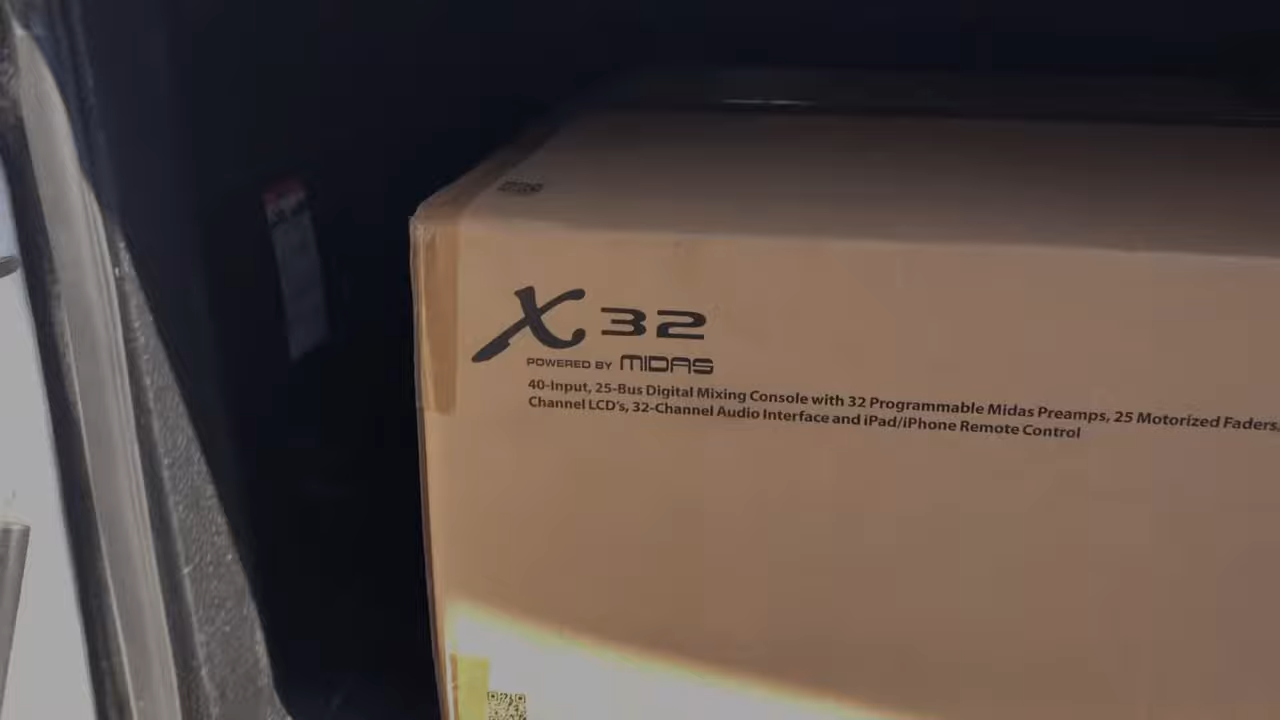 X 32
POWERED BY MIDAS
40-Input, 25-Bus Digital Mixing Console with 32 Programmable Midas Preamps, 25 Motorized Faders,
Channel LCD's, 32-Channel Audio Interface and iPad/iPhone Remote Control